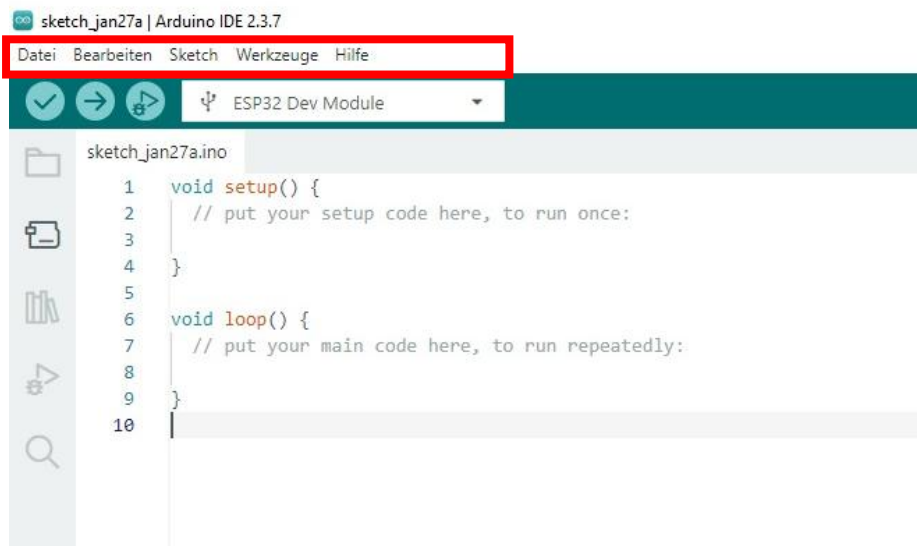 sketch_jan27a | Arduino IDE 2.3.7
Datei Bearbeiten Sketch Werkzeuge Hilfe
ESP32 Dev Module
sketch_jan27a.ino
1 void setup() {
2 // put your setup code here, to run once:
3
4 }
5
6 void loop() {
7 // put your main code here, to run repeatedly:
8
9 }
10